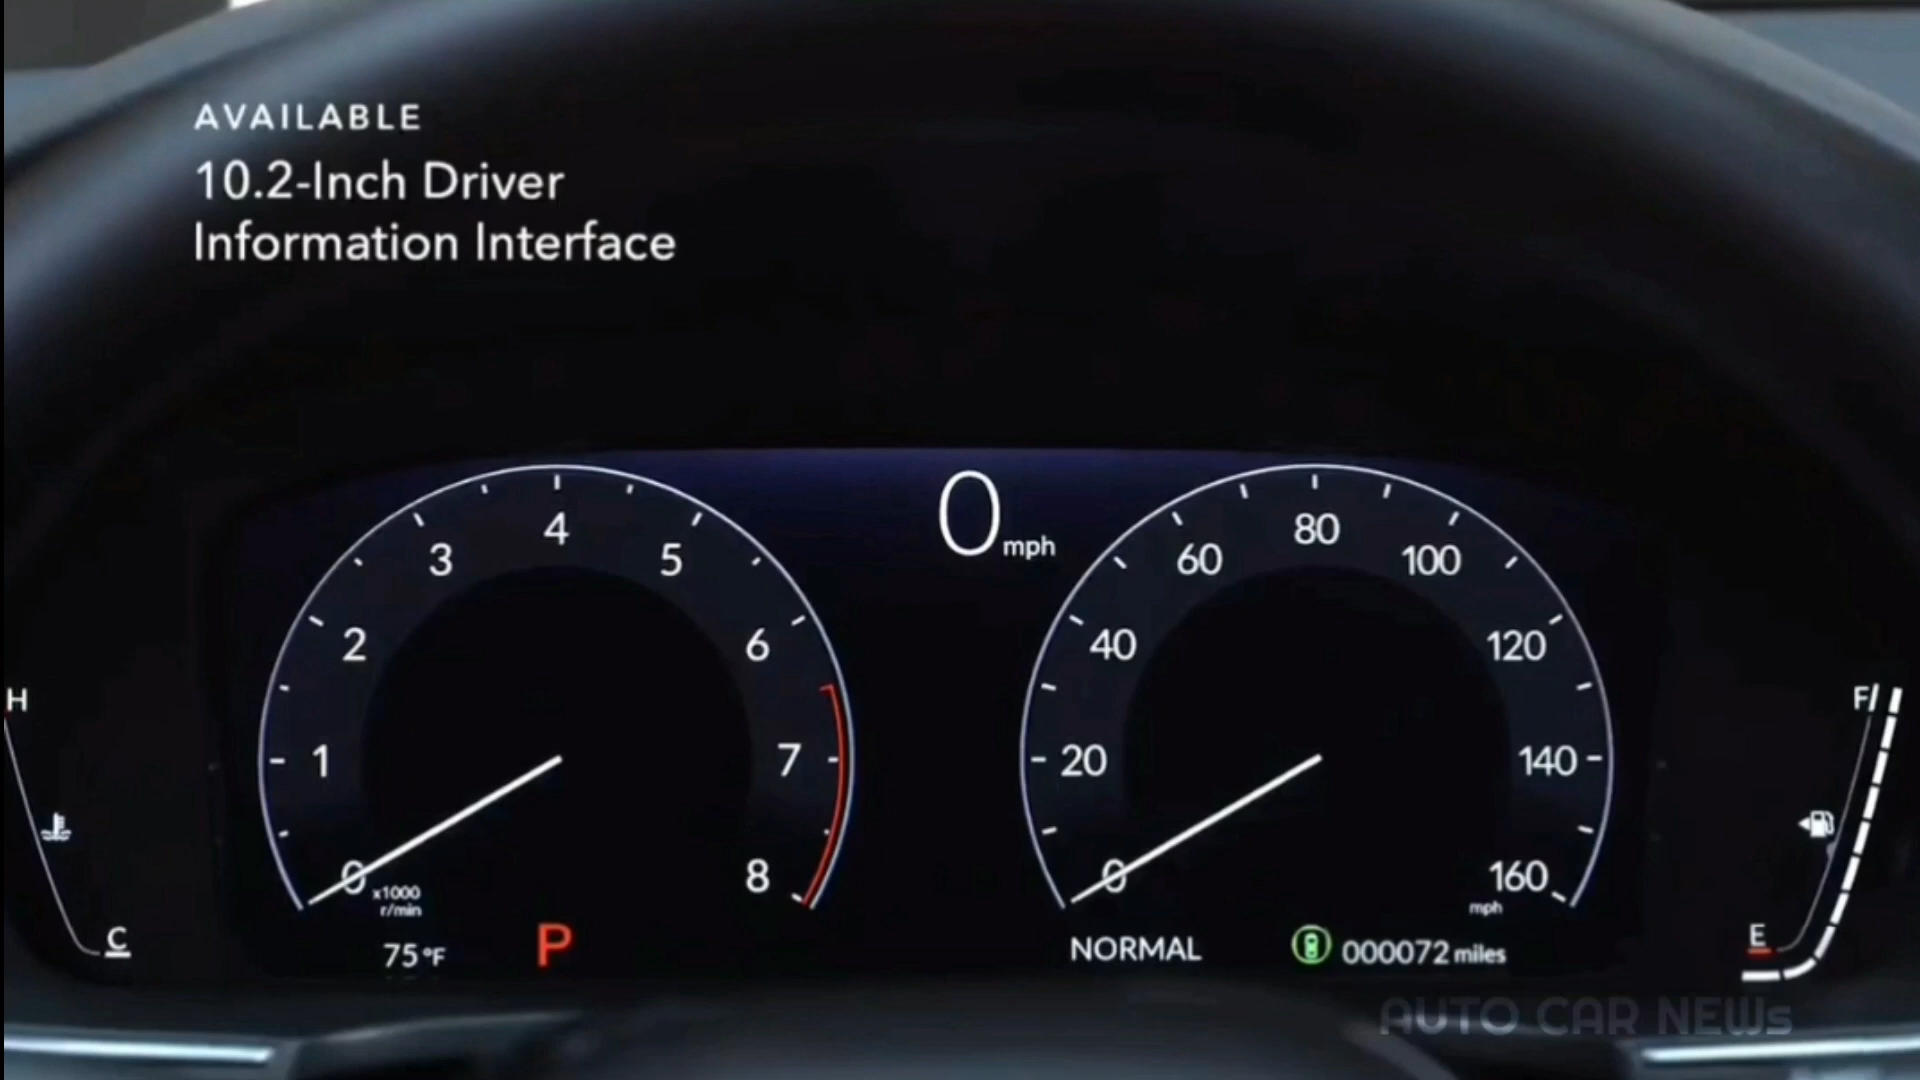 AVAILABLE
10.2-Inch Driver
Information Interface
0 mph
0
1
2
3
4
5
6
7
8
x1000
r/min
0
20
40
60
80
100
120
140
160
mph
H
C
F
E
75°F
P
NORMAL
000072 miles
AUTO CAR NEWs